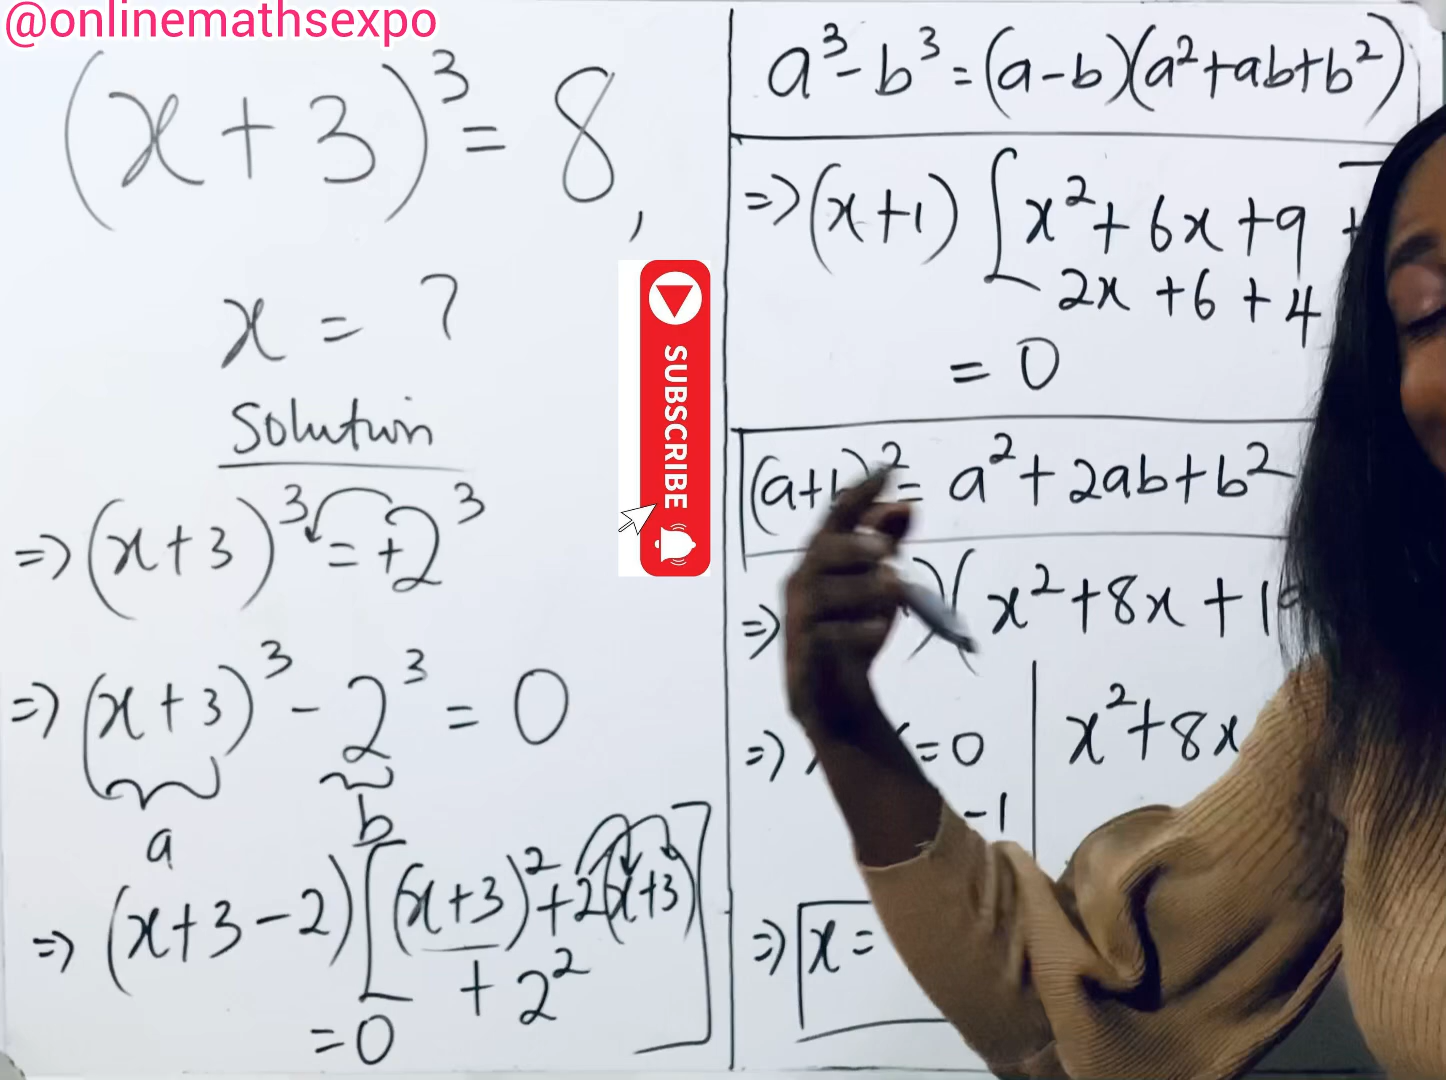 @onlinemathsexpo
(x+3)³ = 8,
x = ?
Solution
=> (x+3)³ = +2³
=> (x+3)³ - 2³ = 0
a
b
=> (x+3-2)[(x+3)²+2(x+3)
+ 2²]
= 0
SUBSCRIBE
a³-b³=(a-b)(a²+ab+b²)
=>(x+1)[x²+6x+9 +
2x +6 + 4
= 0
(a+b)² = a²+2ab+b²
=> )(x²+8x+19
=> =0
-1
x²+8x
=> x=